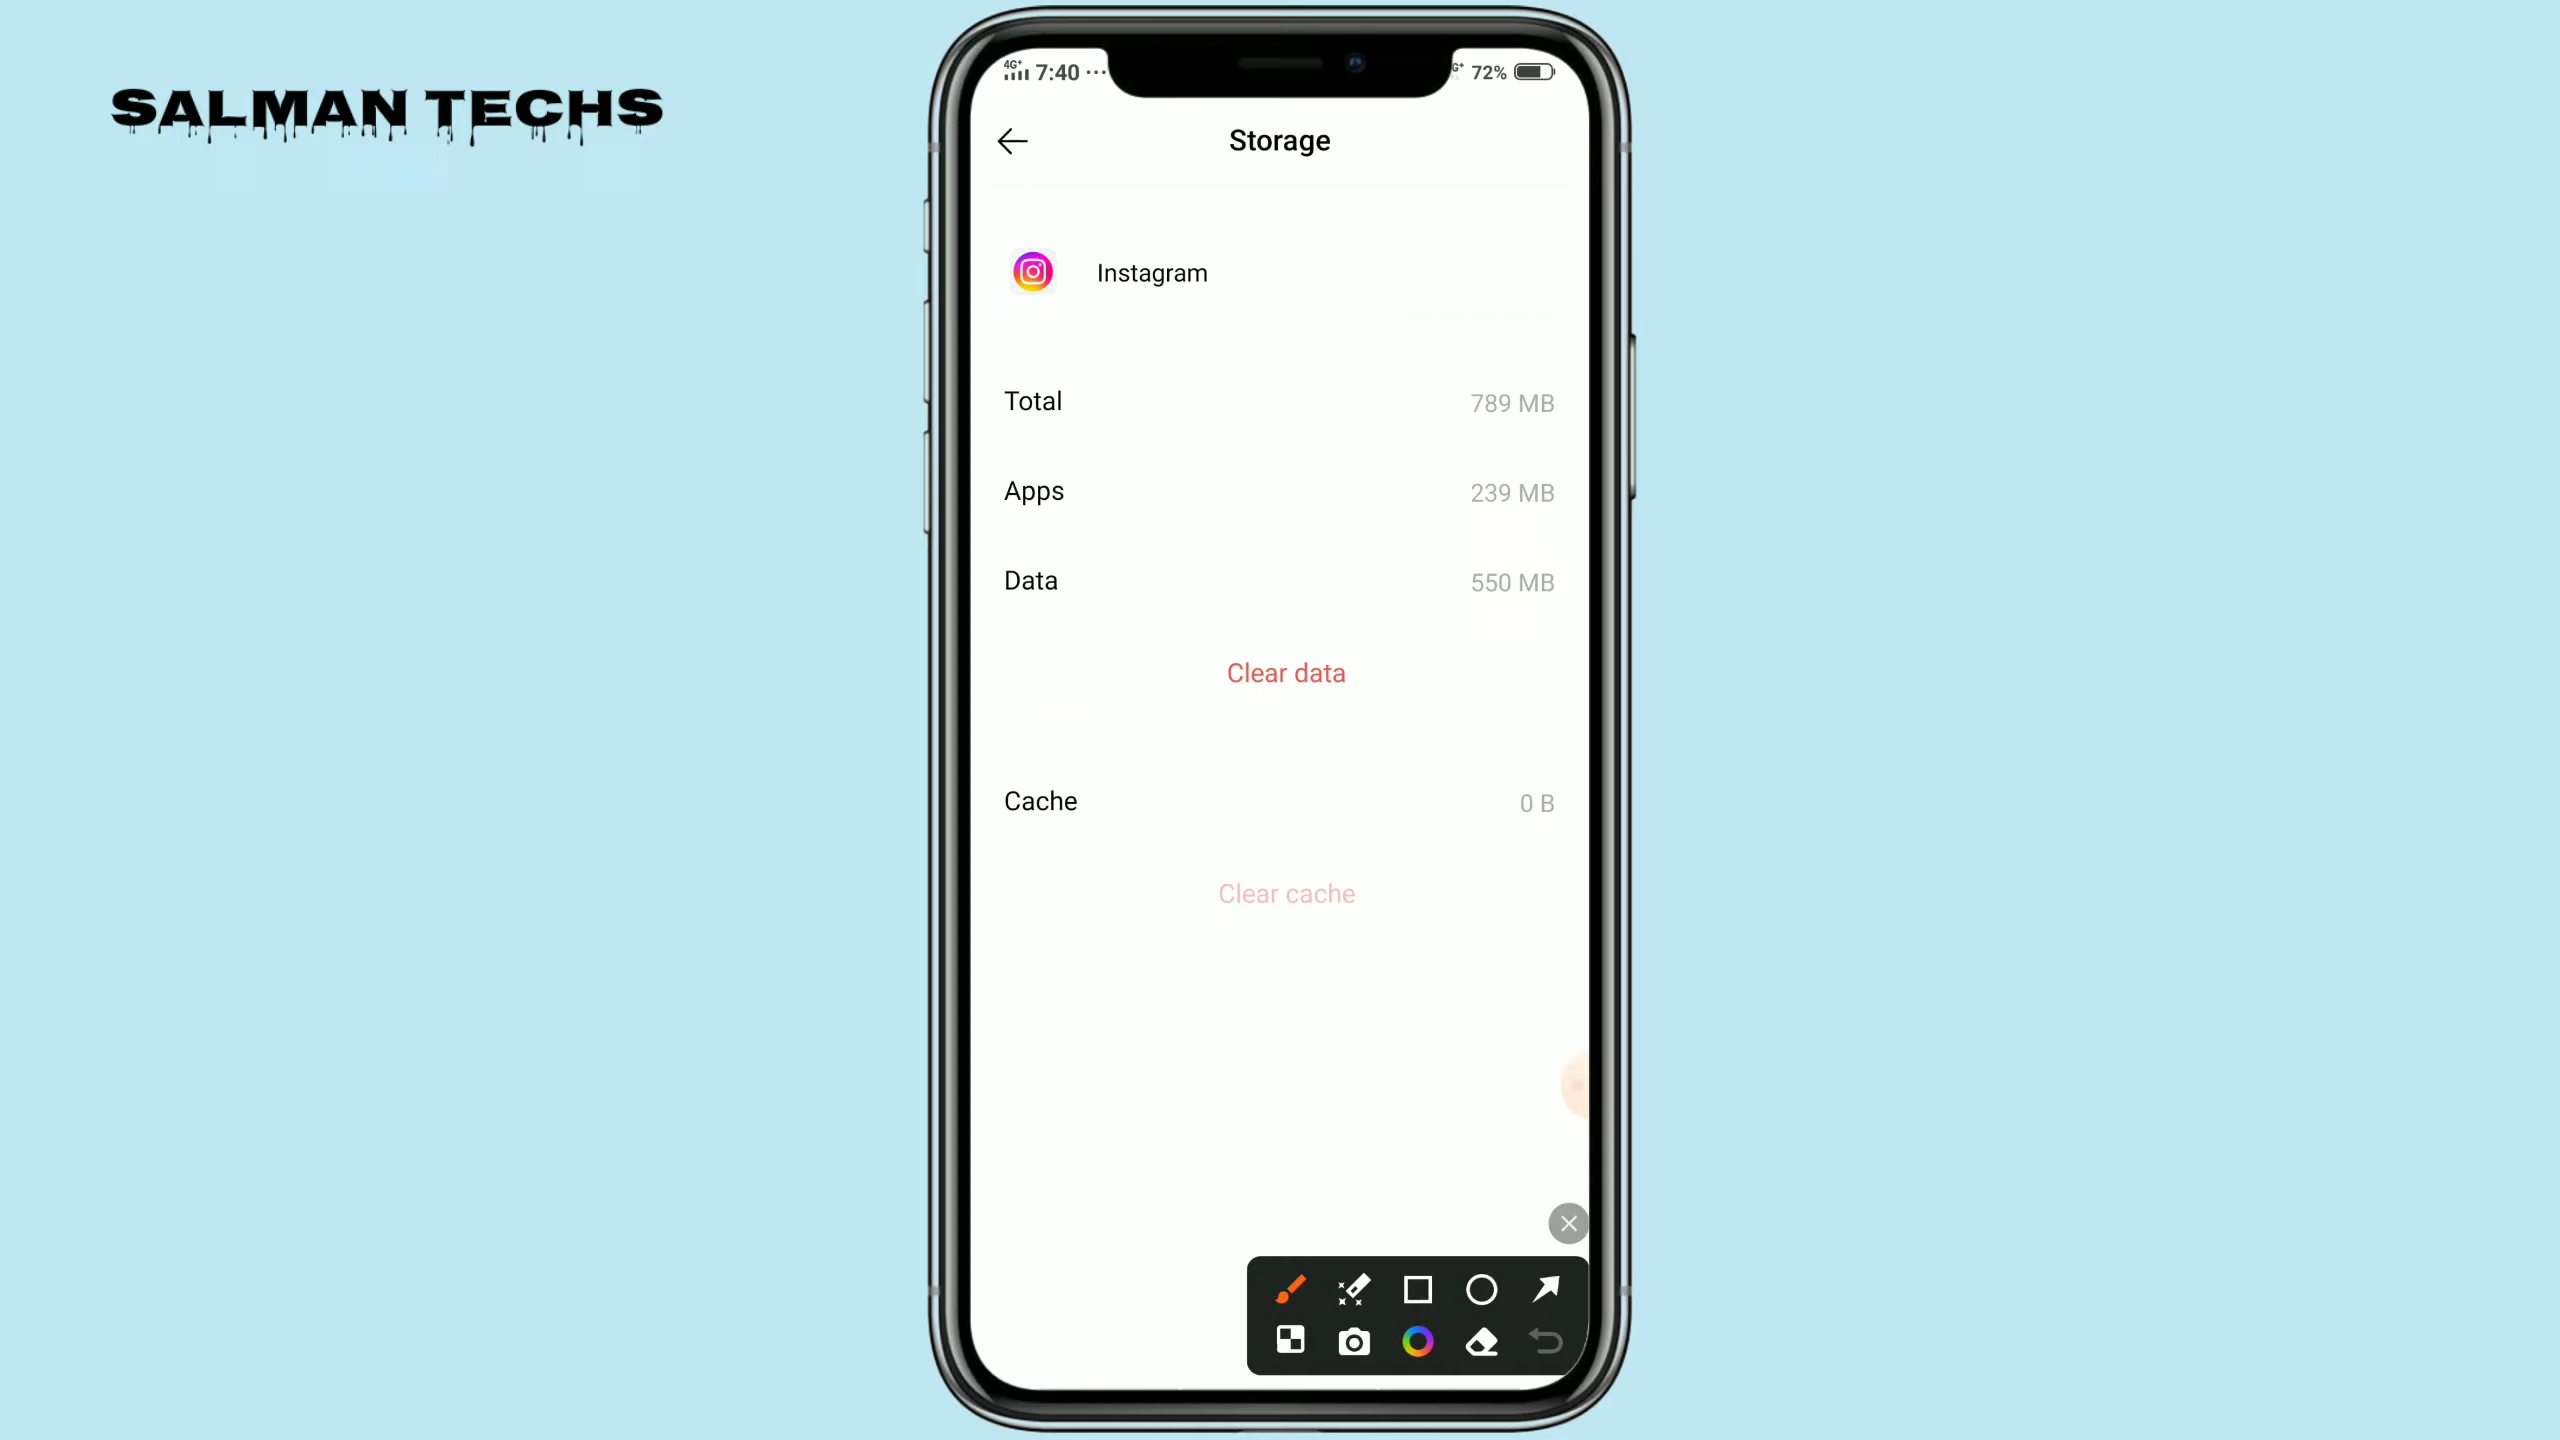 SALMAN TECHS
4G+ 7:40 ... G+ 72%
Storage
Instagram
Total 789 MB
Apps 239 MB
Data 550 MB
Clear data
Cache 0 B
Clear cache